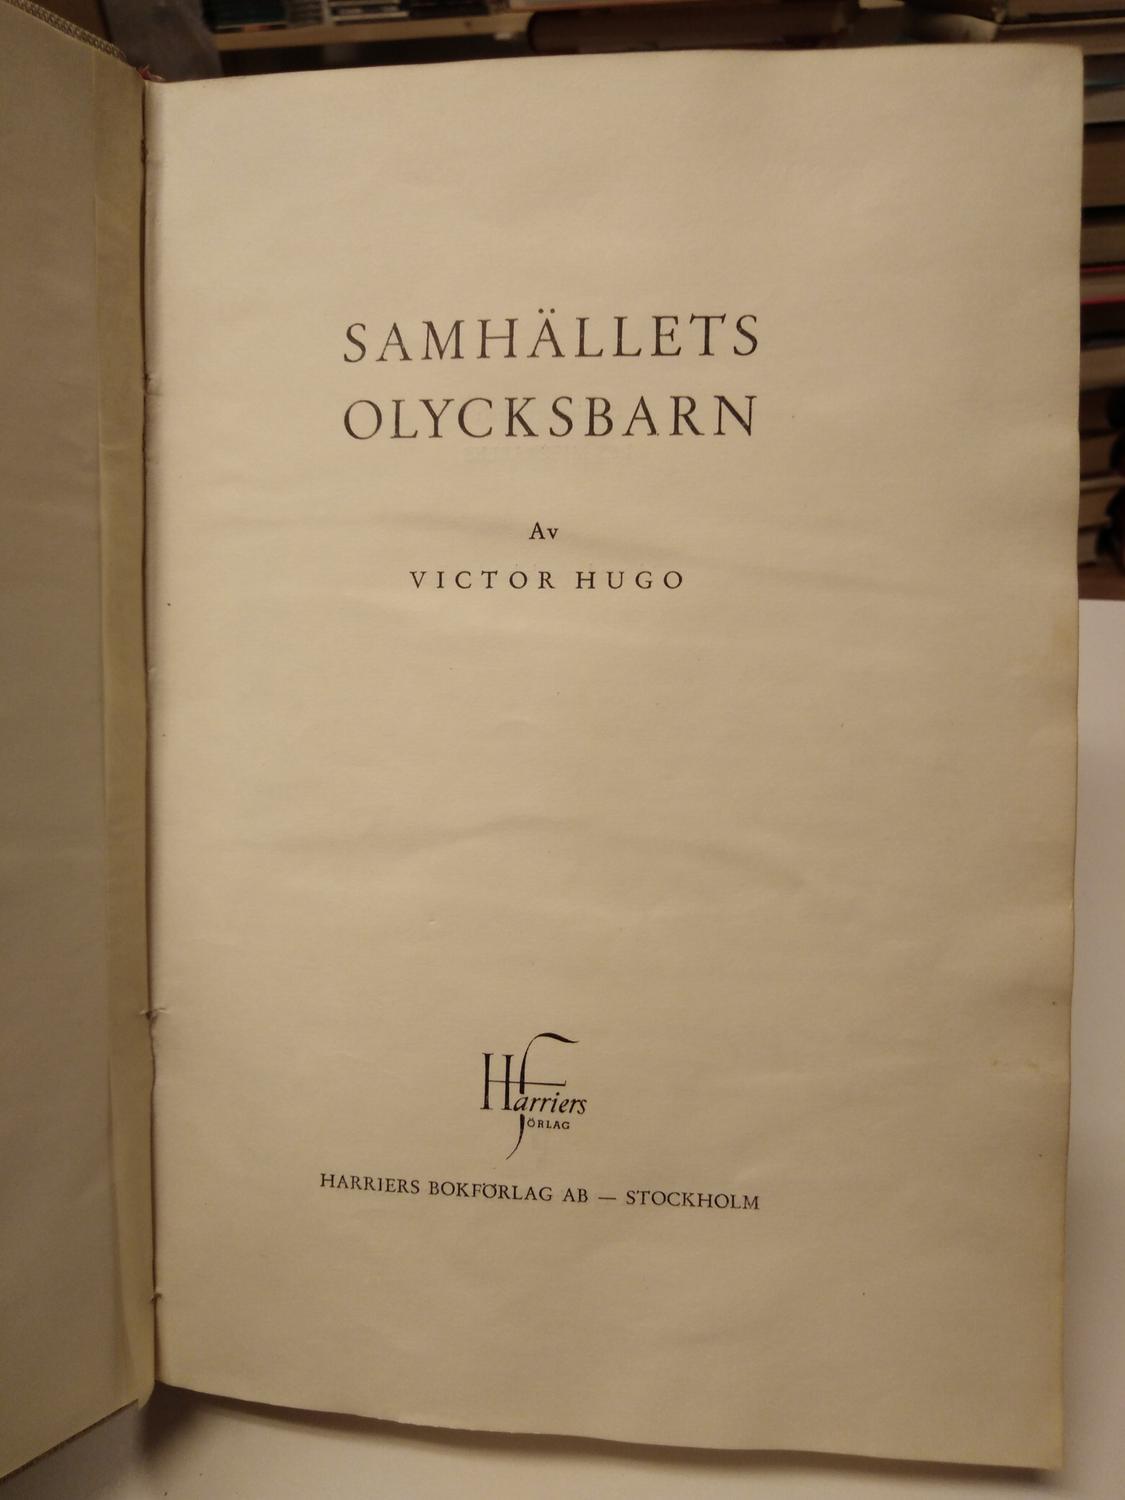 SAMHÄLLETS
OLYCKSBARN
Av
VICTOR HUGO
Harriers
FÖRLAG
HARRIERS BOKFÖRLAG AB — STOCKHOLM